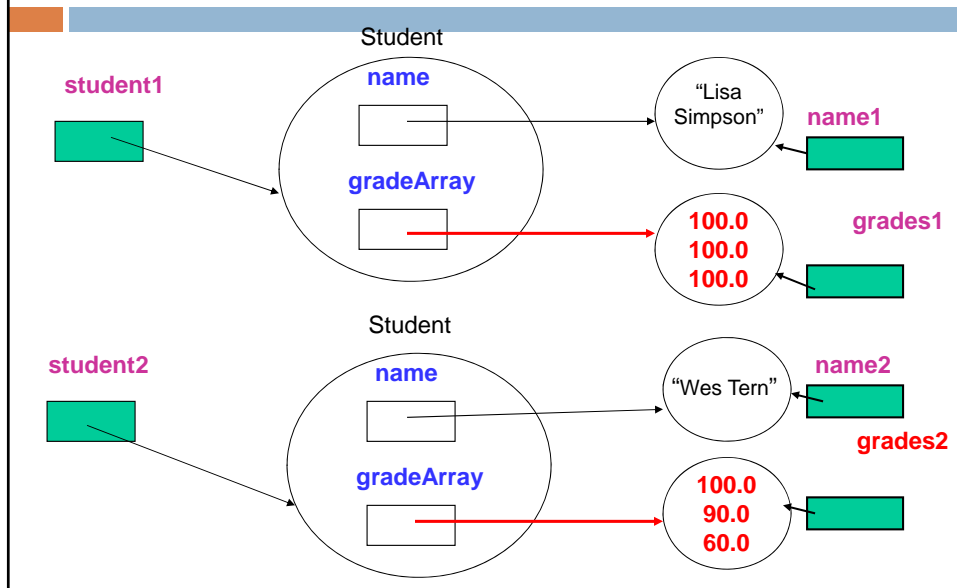 Student
student1
name
“Lisa
Simpson”
name1
gradeArray
100.0
100.0
100.0
grades1
Student
student2
name
“Wes Tern”
name2
grades2
gradeArray
100.0
90.0
60.0